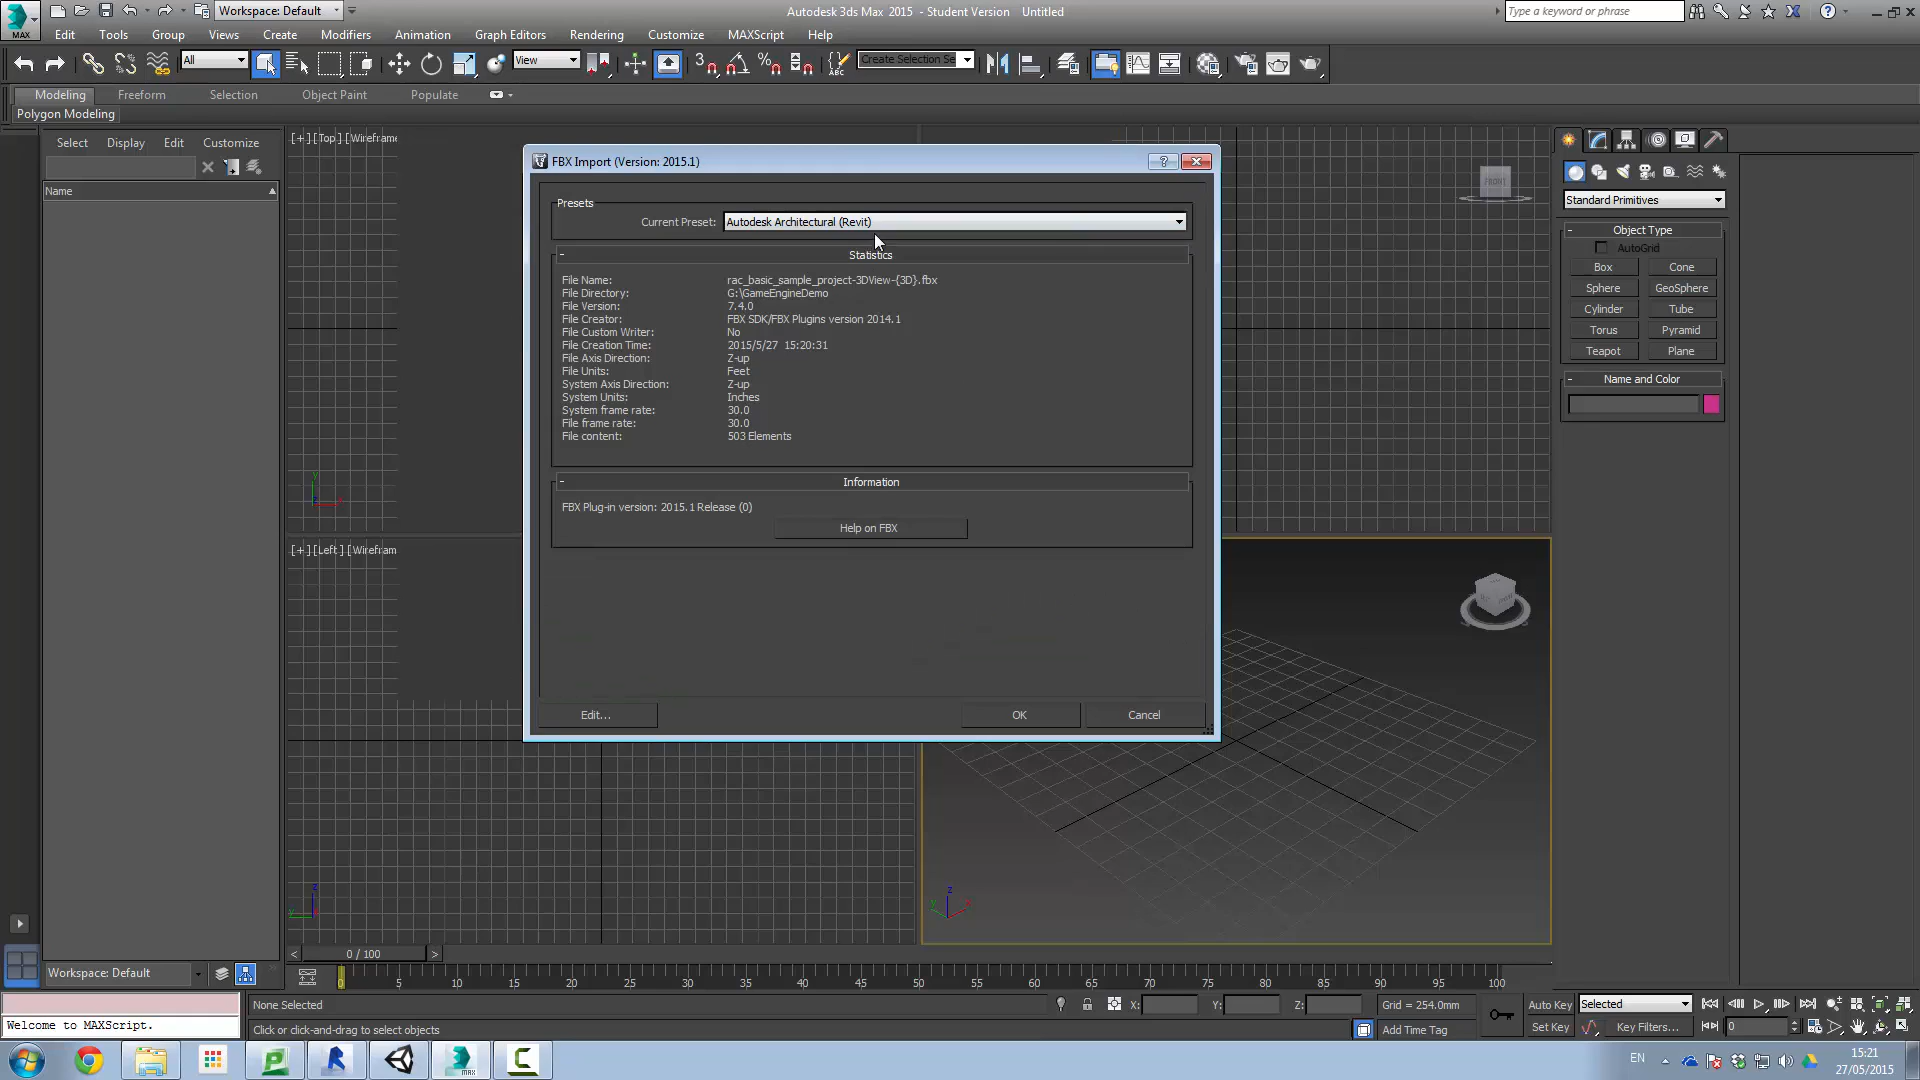 MAX
Workspace: Default
Autodesk 3ds Max 2015 - Student Version Untitled
Type a keyword or phrase
Edit Tools Group Views Create Modifiers Animation Graph Editors Rendering Customize MAXScript Help
All
View
3
ABC
Create Selection Se
Modeling Freeform Selection Object Paint Populate
Polygon Modeling
Select Display Edit Customize
Name
[+] [Top] [Wireframe
FBX Import (Version: 2015.1)
Presets
Current Preset: Autodesk Architectural (Revit)
- Statistics
File Name: rac_basic_sample_project-3DView-{3D}.fbx
File Directory: G:\GameEngineDemo
File Version: 7.4.0
File Creator: FBX SDK/FBX Plugins version 2014.1
File Custom Writer: No
File Creation Time: 2015/5/27 15:20:31
File Axis Direction: Z-up
File Units: Feet
System Axis Direction: Z-up
System Units: Inches
System frame rate: 30.0
File frame rate: 30.0
File content: 503 Elements
- Information
FBX Plug-in version: 2015.1 Release (0)
Help on FBX
Edit... OK Cancel
FRONT
Standard Primitives
- Object Type
AutoGrid
Box Cone
Sphere GeoSphere
Cylinder Tube
Torus Pyramid
Teapot Plane
- Name and Color
[+] [Left] [Wirefram
< 0 / 100 >
Workspace: Default
0 5 10 15 20 25 30 35 40 45 50 55 60 65 70 75 80 85 90 95 100
None Selected
X: Y: Z: Grid = 254.0mm
Auto Key Selected
Welcome to MAXScript.
Click or click-and-drag to select objects
Add Time Tag
Set Key Key Filters... 0
EN
15:21
27/05/2015